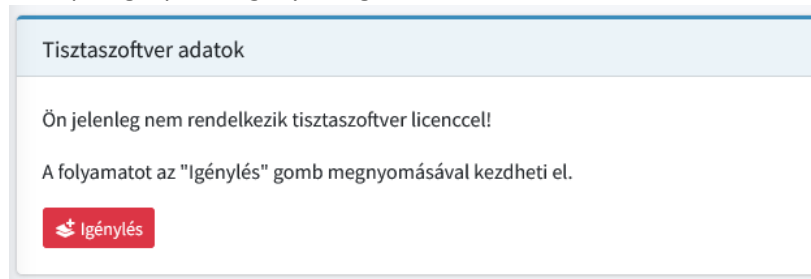 Tisztaszoftver adatok
Ön jelenleg nem rendelkezik tisztaszoftver licenccel!
A folyamatot az "Igénylés" gomb megnyomásával kezdheti el.
Igénylés